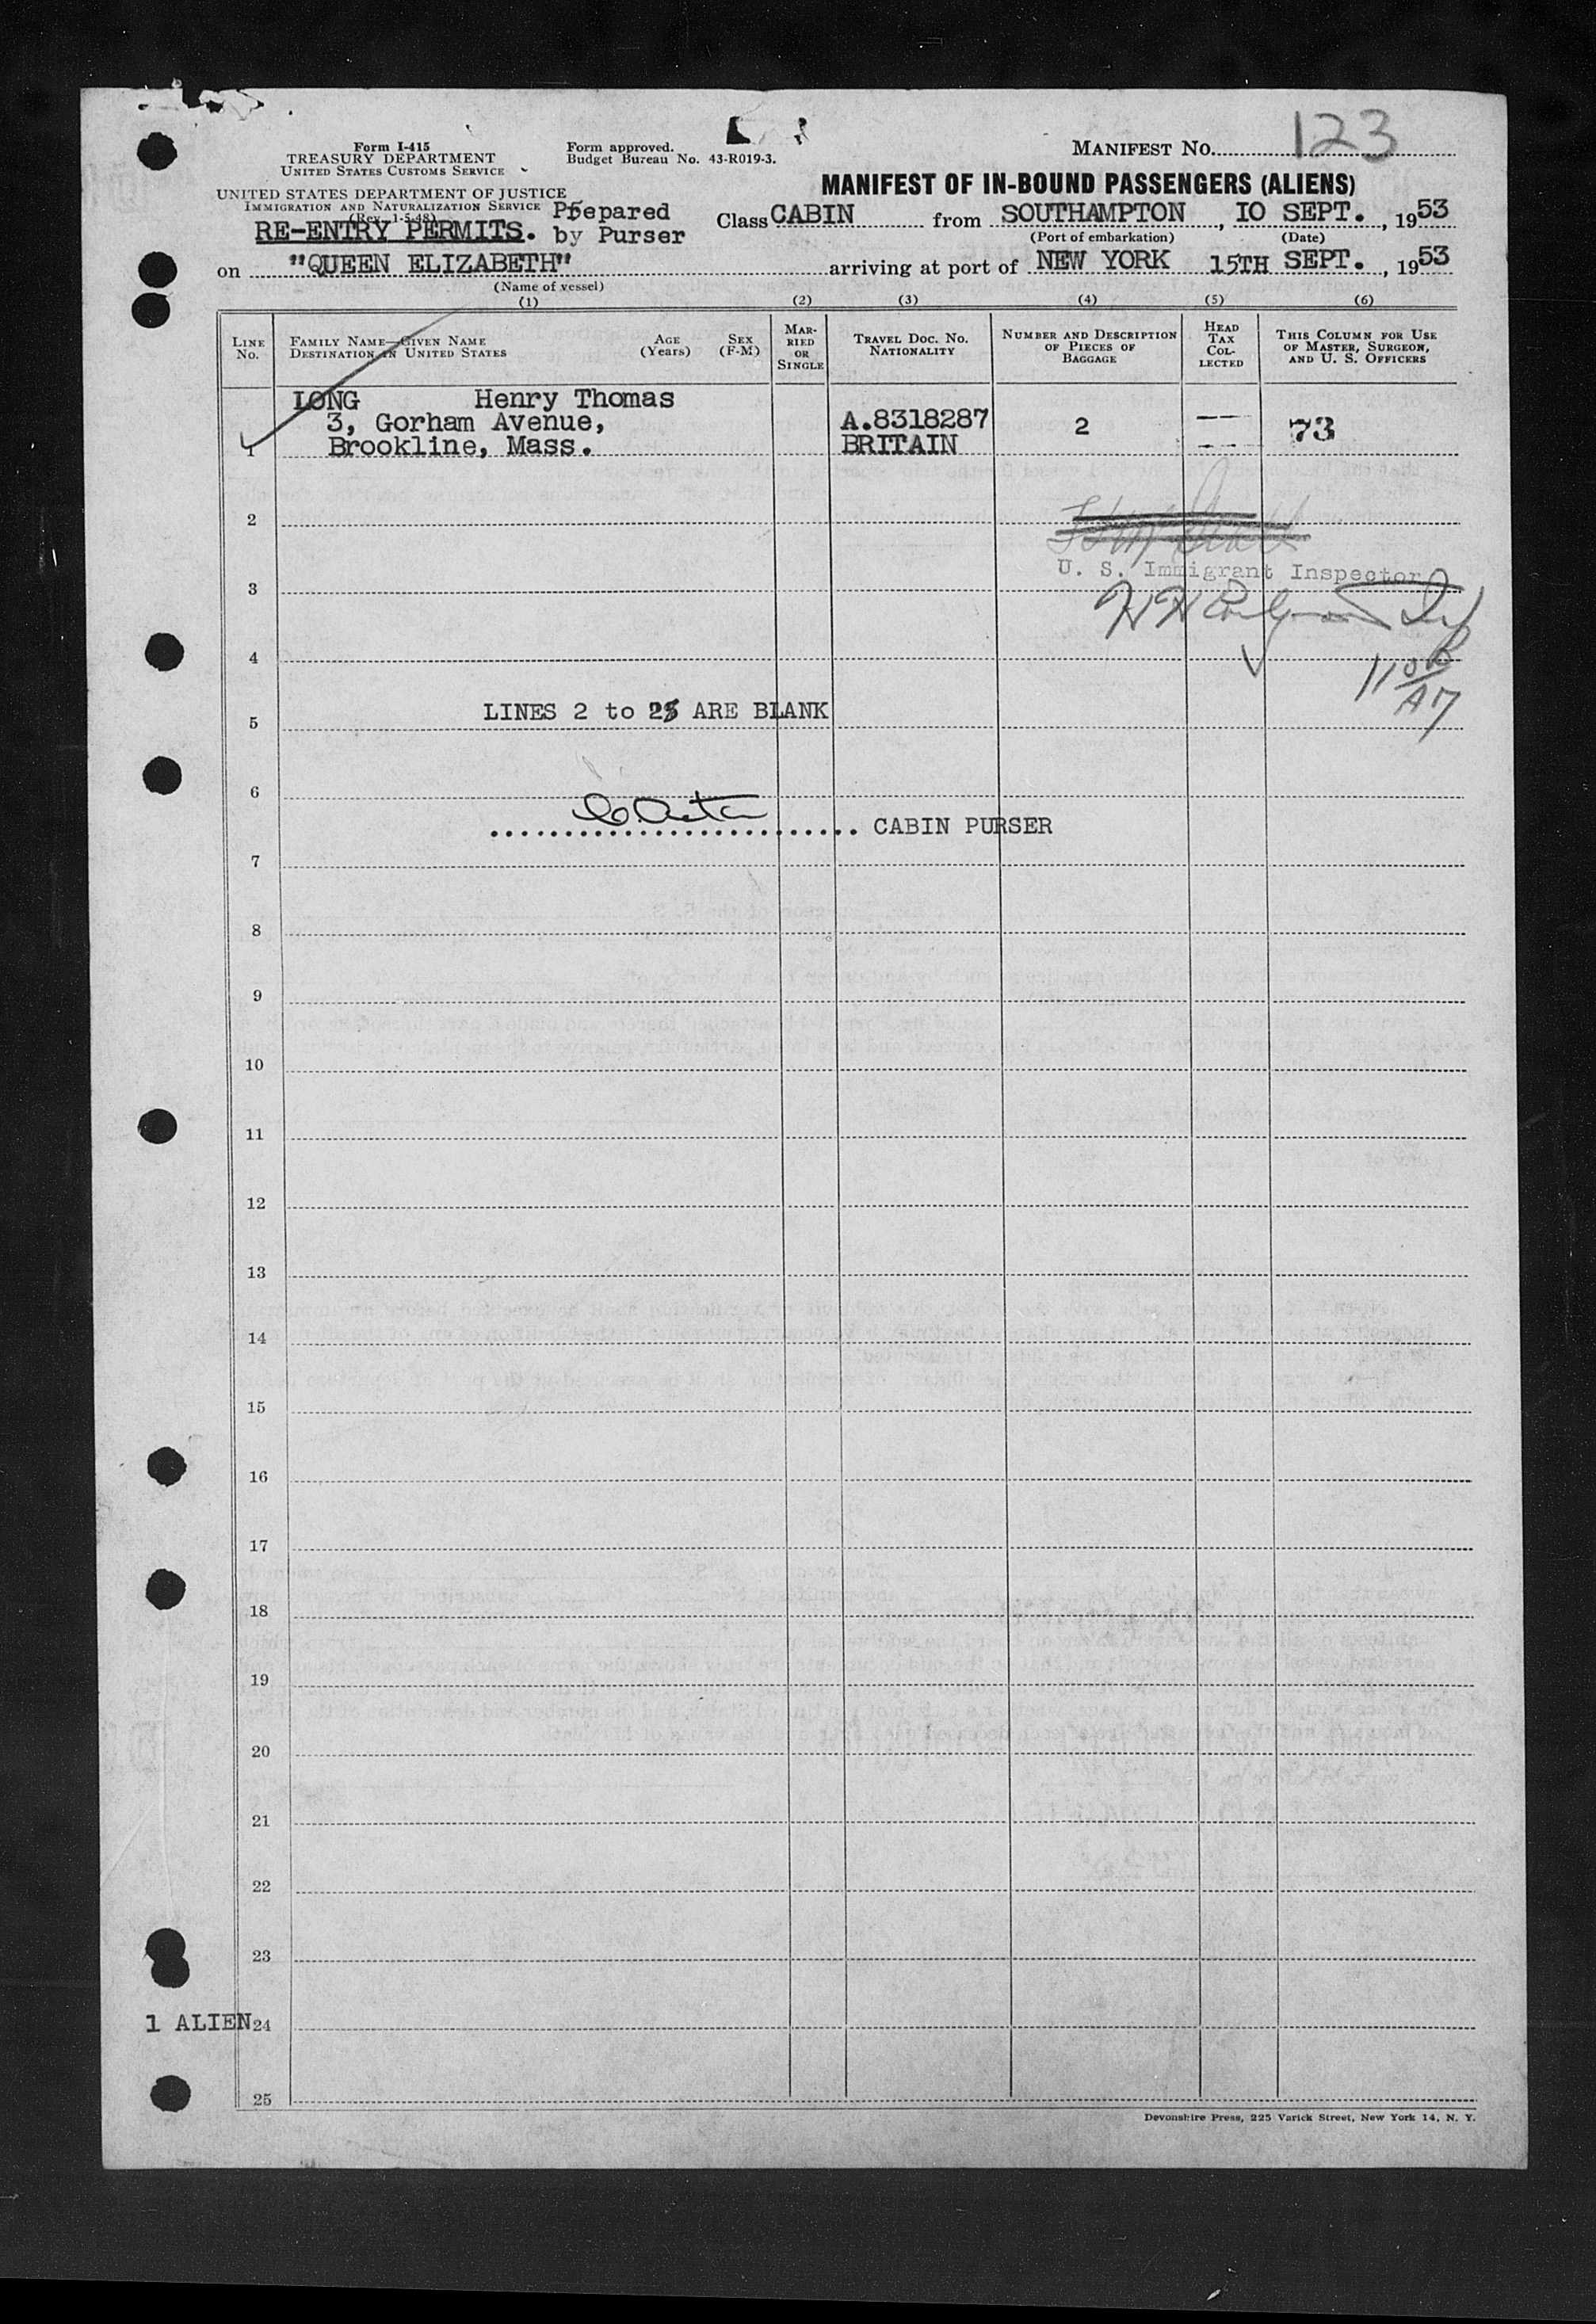 123
Form I-415
TREASURY DEPARTMENT
UNITED STATES CUSTOMS SERVICE
Form approved.
Budget Bureau No. 43-R019-3.
MANIFEST NO.
UNITED STATES DEPARTMENT OF JUSTICE
IMMIGRATION AND NATURALIZATION SERVICE
(Rev. 1-5-48)
MANIFEST OF IN-BOUND PASSENGERS (ALIENS)
RE-ENTRY PERMITS. Prepared
by Purser
Class CABIN from SOUTHAMPTON, IO SEPT., 1953
(Port of embarkation) (Date)
on "QUEEN ELIZABETH" arriving at port of NEW YORK 15TH SEPT., 1953
(Name of vessel)
(1) (2) (3) (4) (5) (6)
LINE No.
FAMILY NAME—GIVEN NAME
DESTINATION IN UNITED STATES
AGE (Years)
SEX (F-M)
MARRIED OR SINGLE
TRAVEL DOC. NO.
NATIONALITY
NUMBER AND DESCRIPTION
OF PIECES OF
BAGGAGE
HEAD TAX COLLECTED
THIS COLUMN FOR USE
OF MASTER, SURGEON,
AND U. S. OFFICERS
LONG Henry Thomas
3, Gorham Avenue, A.8318287 2 73
1 Brookline, Mass. BRITAIN
2
U. S. Immigrant Inspector
3
4
LINES 2 to 25 ARE BLANK
5
6
CABIN PURSER
7
8
9
10
11
12
13
14
15
16
17
18
19
20
21
22
23
1 ALIEN 24
25
Devonshire Press, 225 Varick Street, New York 14, N. Y.